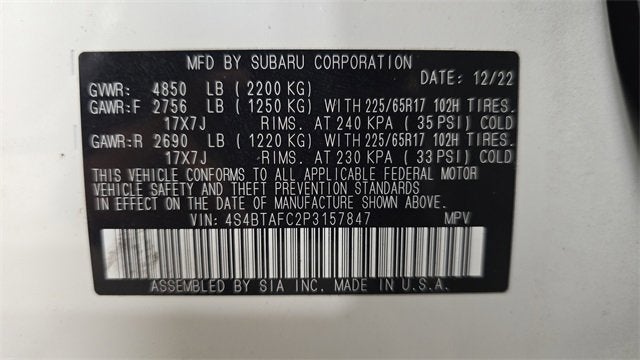 MFD BY SUBARU CORPORATION
DATE: 12/22
GVWR: 4850 LB (2200 KG)
GAWR:F 2756 LB (1250 KG) WITH 225/65R17 102H TIRES.
17X7J RIMS. AT 240 KPA (35 PSI) COLD
GAWR:R 2690 LB (1220 KG) WITH 225/65R17 102H TIRES.
17X7J RIMS. AT 230 KPA (33 PSI) COLD
THIS VEHICLE CONFORMS TO ALL APPLICABLE FEDERAL MOTOR
VEHICLE SAFETY AND THEFT PREVENTION STANDARDS
IN EFFECT ON THE DATE OF MANUFACTURE SHOWN ABOVE.
VIN: 4S4BTAFC2P3157847 MPV
ASSEMBLED BY SIA INC. MADE IN U.S.A.